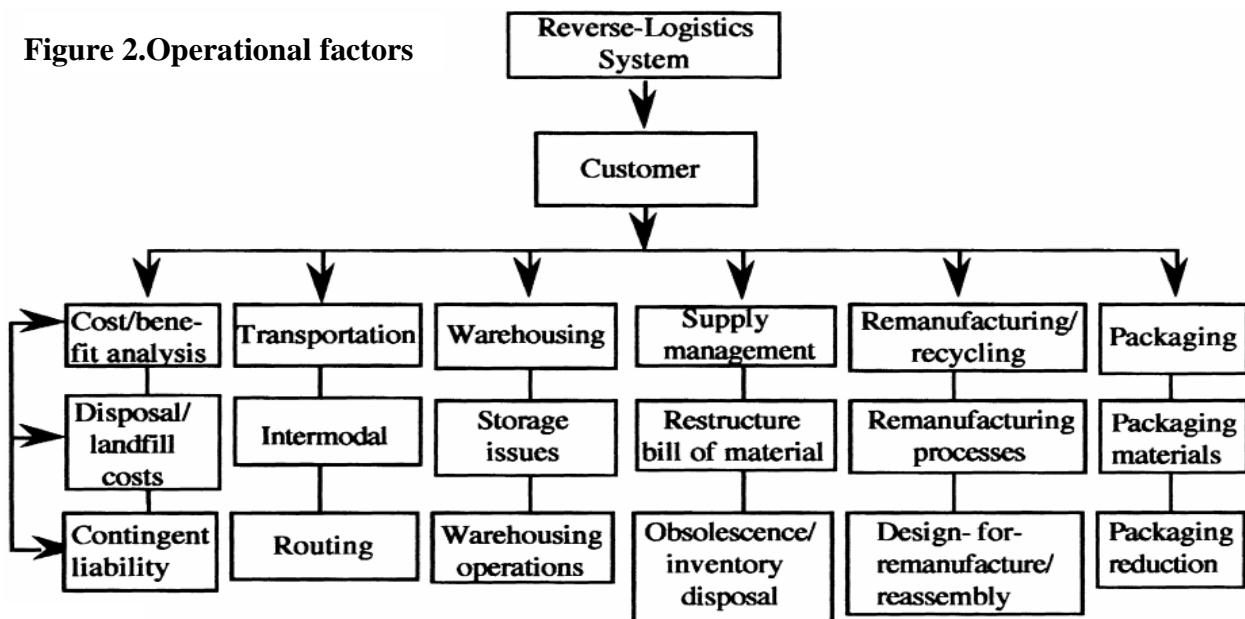 Figure 2.Operational factors
Reverse-Logistics
System
Customer
Cost/bene-
fit analysis
Transportation
Warehousing
Supply
management
Remanufacturing/
recycling
Packaging
Disposal/
landfill
costs
Intermodal
Storage
issues
Restructure
bill of material
Remanufacturing
processes
Packaging
materials
Contingent
liability
Routing
Warehousing
operations
Obsolescence/
inventory
disposal
Design- for-
remanufacture/
reassembly
Packaging
reduction